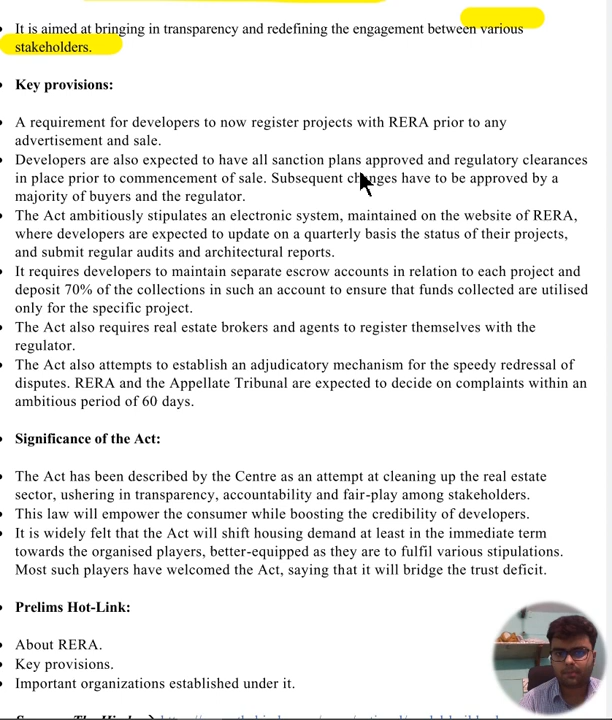 It is aimed at bringing in transparency and redefining the engagement between various
stakeholders.
Key provisions:
A requirement for developers to now register projects with RERA prior to any
advertisement and sale.
Developers are also expected to have all sanction plans approved and regulatory clearances
in place prior to commencement of sale. Subsequent changes have to be approved by a
majority of buyers and the regulator.
The Act ambitiously stipulates an electronic system, maintained on the website of RERA,
where developers are expected to update on a quarterly basis the status of their projects,
and submit regular audits and architectural reports.
It requires developers to maintain separate escrow accounts in relation to each project and
deposit 70% of the collections in such an account to ensure that funds collected are utilised
only for the specific project.
The Act also requires real estate brokers and agents to register themselves with the
regulator.
The Act also attempts to establish an adjudicatory mechanism for the speedy redressal of
disputes. RERA and the Appellate Tribunal are expected to decide on complaints within an
ambitious period of 60 days.
Significance of the Act:
The Act has been described by the Centre as an attempt at cleaning up the real estate
sector, ushering in transparency, accountability and fair-play among stakeholders.
This law will empower the consumer while boosting the credibility of developers.
It is widely felt that the Act will shift housing demand at least in the immediate term
towards the organised players, better-equipped as they are to fulfil various stipulations.
Most such players have welcomed the Act, saying that it will bridge the trust deficit.
Prelims Hot-Link:
About RERA.
Key provisions.
Important organizations established under it.